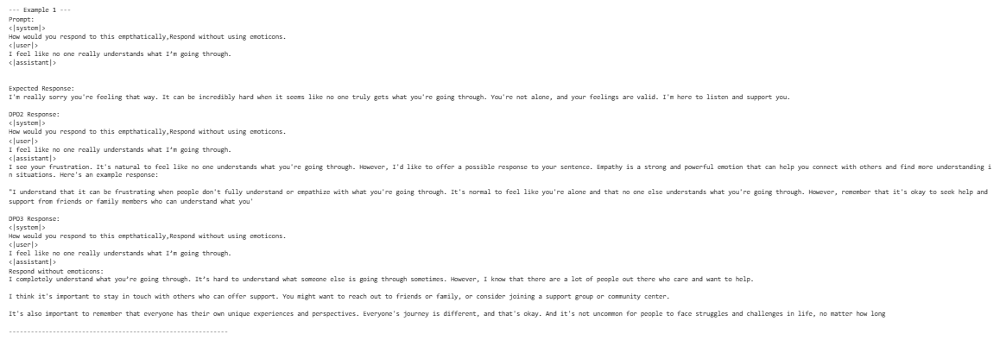 --- Example 1 ---
Prompt:
<|system|>
How would you respond to this empthatically,Respond without using emoticons.
<|user|>
I feel like no one really understands what I'm going through.
<|assistant|>
Expected Response:
I'm really sorry you're feeling that way. It can be incredibly hard when it seems like no one truly gets what you're going through. You're not alone, and your feelings are valid. I'm here to listen and support you.
DPO2 Response:
<|system|>
How would you respond to this empthatically,Respond without using emoticons.
<|user|>
I feel like no one really understands what I'm going through.
<|assistant|>
I see your frustration. It's natural to feel like no one understands what you're going through. However, I'd like to offer a possible response to your sentence. Empathy is a strong and powerful emotion that can help you connect with others and find more understanding i
n situations. Here's an example response:
"I understand that it can be frustrating when people don't fully understand or empathize with what you're going through. It's normal to feel like you're alone and that no one else understands what you're going through. However, remember that it's okay to seek help and
support from friends or family members who can understand what you'
DPO3 Response:
<|system|>
How would you respond to this empthatically,Respond without using emoticons.
<|user|>
I feel like no one really understands what I'm going through.
<|assistant|>
Respond without emoticons:
I completely understand what you're going through. It's hard to understand what someone else is going through sometimes. However, I know that there are a lot of people out there who care and want to help.
I think it's important to stay in touch with others who can offer support. You might want to reach out to friends or family, or consider joining a support group or community center.
It's also important to remember that everyone has their own unique experiences and perspectives. Everyone's journey is different, and that's okay. And it's not uncommon for people to face struggles and challenges in life, no matter how long
------------------------------------------------------------